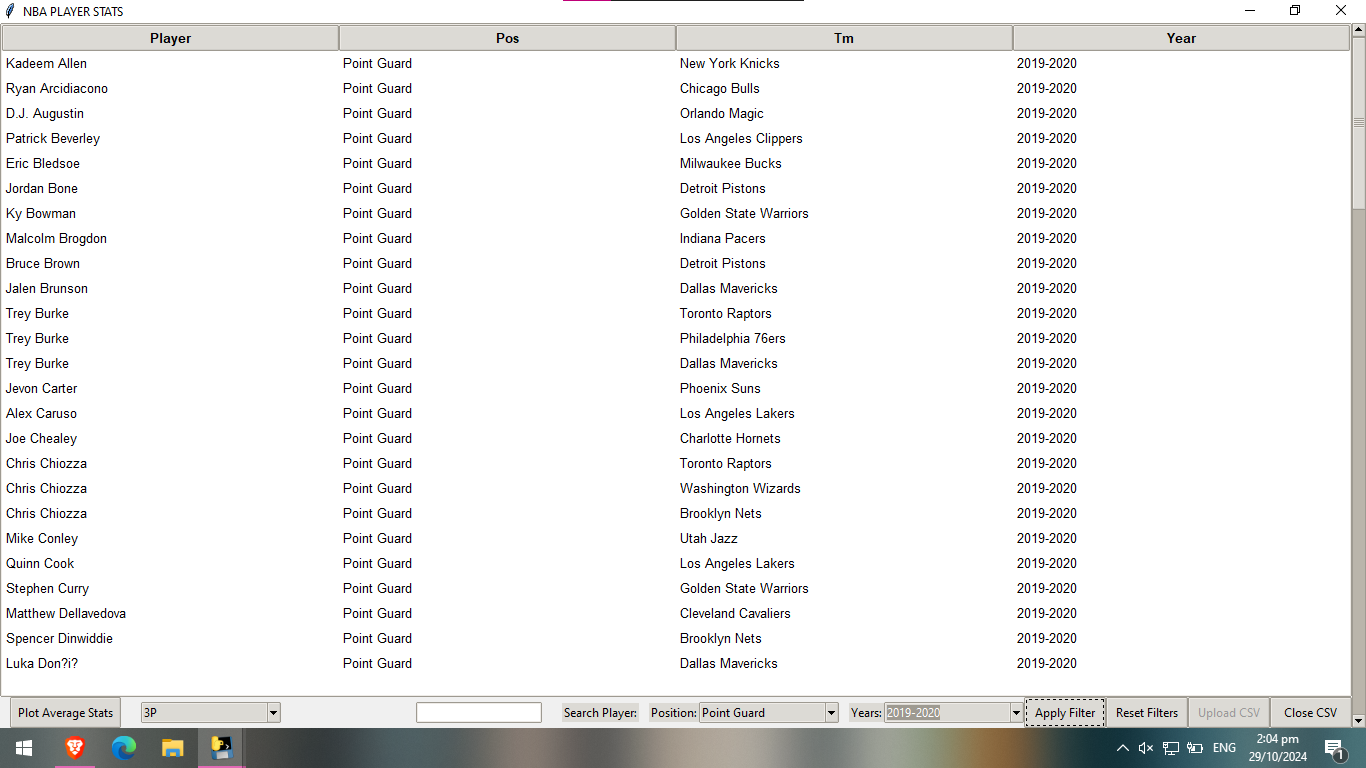 NBA PLAYER STATS
Player Pos Tm Year
Kadeem Allen Point Guard New York Knicks 2019-2020
Ryan Arcidiacono Point Guard Chicago Bulls 2019-2020
D.J. Augustin Point Guard Orlando Magic 2019-2020
Patrick Beverley Point Guard Los Angeles Clippers 2019-2020
Eric Bledsoe Point Guard Milwaukee Bucks 2019-2020
Jordan Bone Point Guard Detroit Pistons 2019-2020
Ky Bowman Point Guard Golden State Warriors 2019-2020
Malcolm Brogdon Point Guard Indiana Pacers 2019-2020
Bruce Brown Point Guard Detroit Pistons 2019-2020
Jalen Brunson Point Guard Dallas Mavericks 2019-2020
Trey Burke Point Guard Toronto Raptors 2019-2020
Trey Burke Point Guard Philadelphia 76ers 2019-2020
Trey Burke Point Guard Dallas Mavericks 2019-2020
Jevon Carter Point Guard Phoenix Suns 2019-2020
Alex Caruso Point Guard Los Angeles Lakers 2019-2020
Joe Chealey Point Guard Charlotte Hornets 2019-2020
Chris Chiozza Point Guard Toronto Raptors 2019-2020
Chris Chiozza Point Guard Washington Wizards 2019-2020
Chris Chiozza Point Guard Brooklyn Nets 2019-2020
Mike Conley Point Guard Utah Jazz 2019-2020
Quinn Cook Point Guard Los Angeles Lakers 2019-2020
Stephen Curry Point Guard Golden State Warriors 2019-2020
Matthew Dellavedova Point Guard Cleveland Cavaliers 2019-2020
Spencer Dinwiddie Point Guard Brooklyn Nets 2019-2020
Luka Don?i? Point Guard Dallas Mavericks 2019-2020
Plot Average Stats 3P Search Player: Position: Point Guard Years: 2019-2020 Apply Filter Reset Filters Upload CSV Close CSV
ENG 2:04 pm
29/10/2024 1